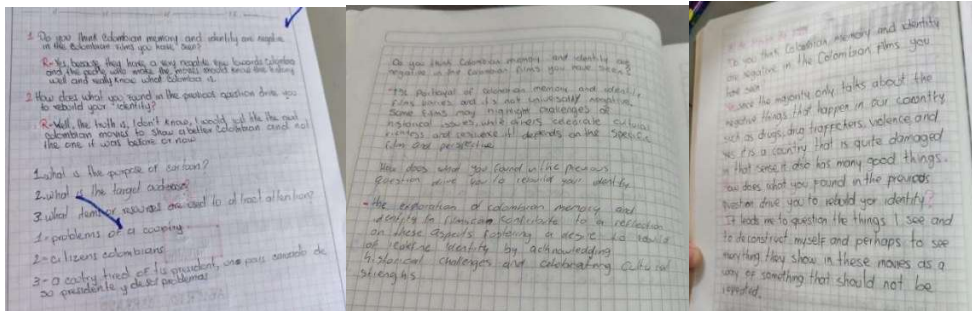 1 Do you think Colombian memory and identity are negative
in the Colombian films you have seen?
R- Yes, because they have a very negative view towards Colombia
and the people who make the movies should know the history
well and really know what Colombia is.
2 How does what you found in the previous question drive you
to rebuild your identity?
R- Well, the truth is, I don't know, I would like the new
colombian movies to show a better Colombian and not
the one it was before or now
1. what is the purpose of cartoon?
2. what is the target audience?
3. what items or resources are used to attract attention?
1- problems of a country
2- citizens colombians
3- a country tired of its president, un pais cansado de
so presidente y de sus problemas
Do you think Colombian memory and identity are
negative in the Colombian films you have seen?
The portrayal of Colombian memory and identity
films varies and it's not universally negative.
Some films may highlight challenges or
historical issues, while others celebrate cultural
richness and resilience it depends on the specific
film and perspective
How does what you found in the previous
question drive you to rebuild your identity
- the exploration of colombian memory and
identity in films can contribute to a reflection
on these aspects fostering a desire to
or redefine identity by acknowledging
historical challenges and celebrating cultural
strengths
Do you think Colombian memory and identity
are negative in the Colombian films you
have seen
since the majority only talks about the
negative things that happen in our country
such as drugs, drug traffickers, violence and
yes it is a country that is quite damaged
in that sense, it also has many good things.
how does what you found in the previous
question drive you to rebuild your identity?
It leads me to question the things I see and
to deconstruct myself and perhaps to see
everything they show in these movies as a
way of something that should not be
repeated.